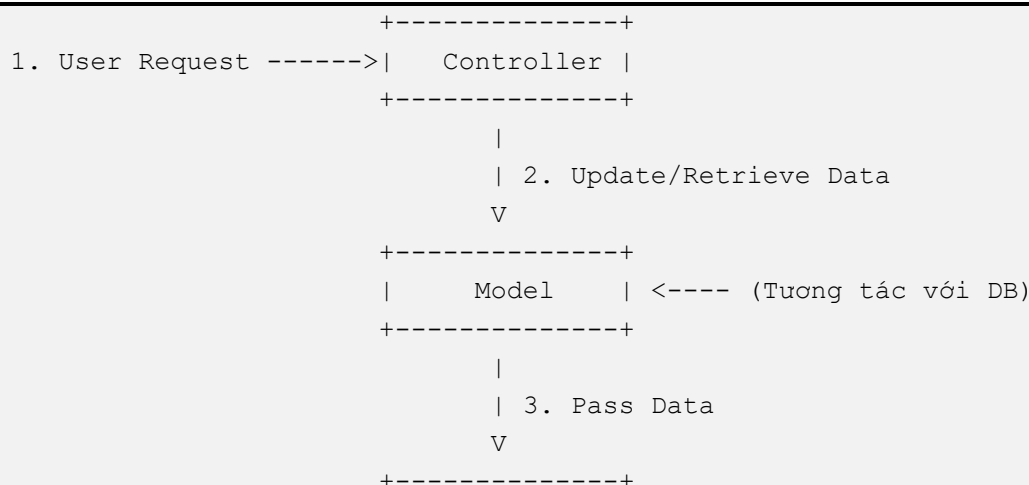 +--------------+
1. User Request ------>|   Controller |
+--------------+
|
| 2. Update/Retrieve Data
V
+--------------+
|     Model    | <---- (Tương tác với DB)
+--------------+
|
| 3. Pass Data
V
+--------------+